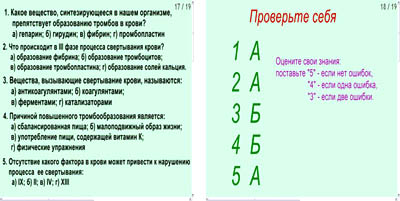 17 / 19
1. Какое вещество, синтезирующееся в нашем организме,
препятствует образованию тромбов в крови?
а) гепарин; б) гирудин; в) фибрин; г) тромбопластин
2. Что происходит в III фазе процесса свертывания крови?
а) образование фибрина; б) образование тромбоцитов;
в) образование тромбопластина; г) образование солей кальция.
3. Вещества, вызывающие свертывание крови, называются:
а) антикоагулянтами; б) коагулянтами;
в) ферментами; г) катализаторами
4. Причиной повышенного тромбообразования является:
а) сбалансированная пища; б) малоподвижный образ жизни;
в) употребление пищи, содержащей витамин К;
г) физические упражнения
5. Отсутствие какого фактора в крови может привести к нарушению
процесса ее свертывания:
а) IX; б) II; в) IV; г) XIII
18 / 19
Проверьте себя
1 А
2 А
3 Б
4 Б
5 А
Оцените свои знания:
поставьте "5" - если нет ошибок,
"4" - если одна ошибка,
"3" - если две ошибки.